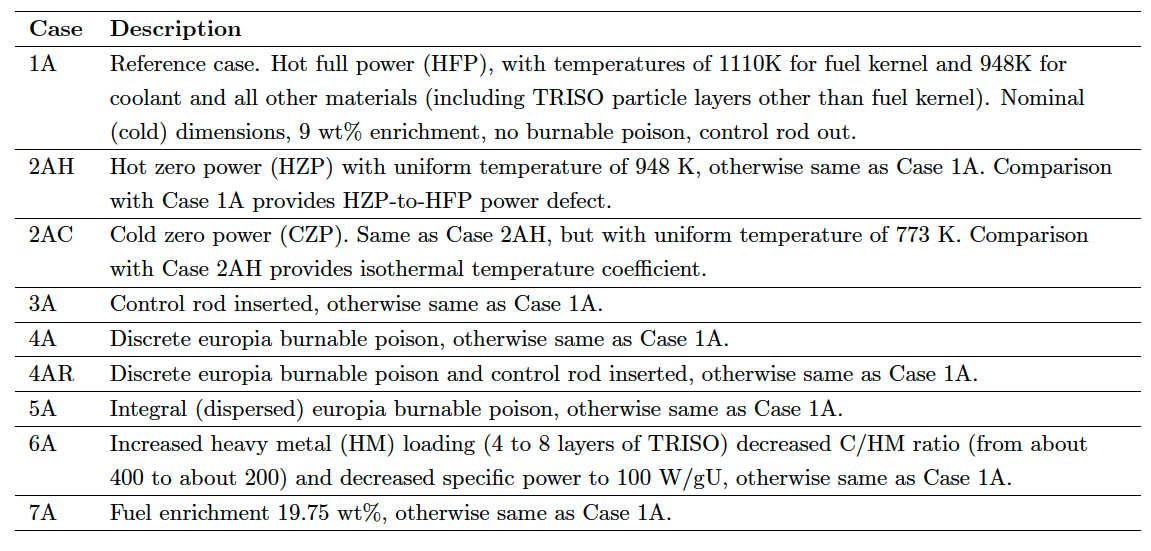 Case Description
1A Reference case. Hot full power (HFP), with temperatures of 1110K for fuel kernel and 948K for
coolant and all other materials (including TRISO particle layers other than fuel kernel). Nominal
(cold) dimensions, 9 wt% enrichment, no burnable poison, control rod out.
2AH Hot zero power (HZP) with uniform temperature of 948 K, otherwise same as Case 1A. Comparison
with Case 1A provides HZP-to-HFP power defect.
2AC Cold zero power (CZP). Same as Case 2AH, but with uniform temperature of 773 K. Comparison
with Case 2AH provides isothermal temperature coefficient.
3A Control rod inserted, otherwise same as Case 1A.
4A Discrete europia burnable poison, otherwise same as Case 1A.
4AR Discrete europia burnable poison and control rod inserted, otherwise same as Case 1A.
5A Integral (dispersed) europia burnable poison, otherwise same as Case 1A.
6A Increased heavy metal (HM) loading (4 to 8 layers of TRISO) decreased C/HM ratio (from about
400 to about 200) and decreased specific power to 100 W/gU, otherwise same as Case 1A.
7A Fuel enrichment 19.75 wt%, otherwise same as Case 1A.